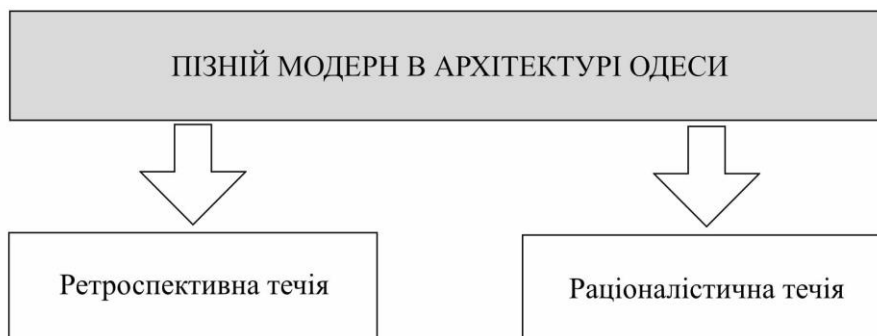 ПІЗНІЙ МОДЕРН В АРХІТЕКТУРІ ОДЕСИ
Ретроспективна течія
Раціоналістична течія